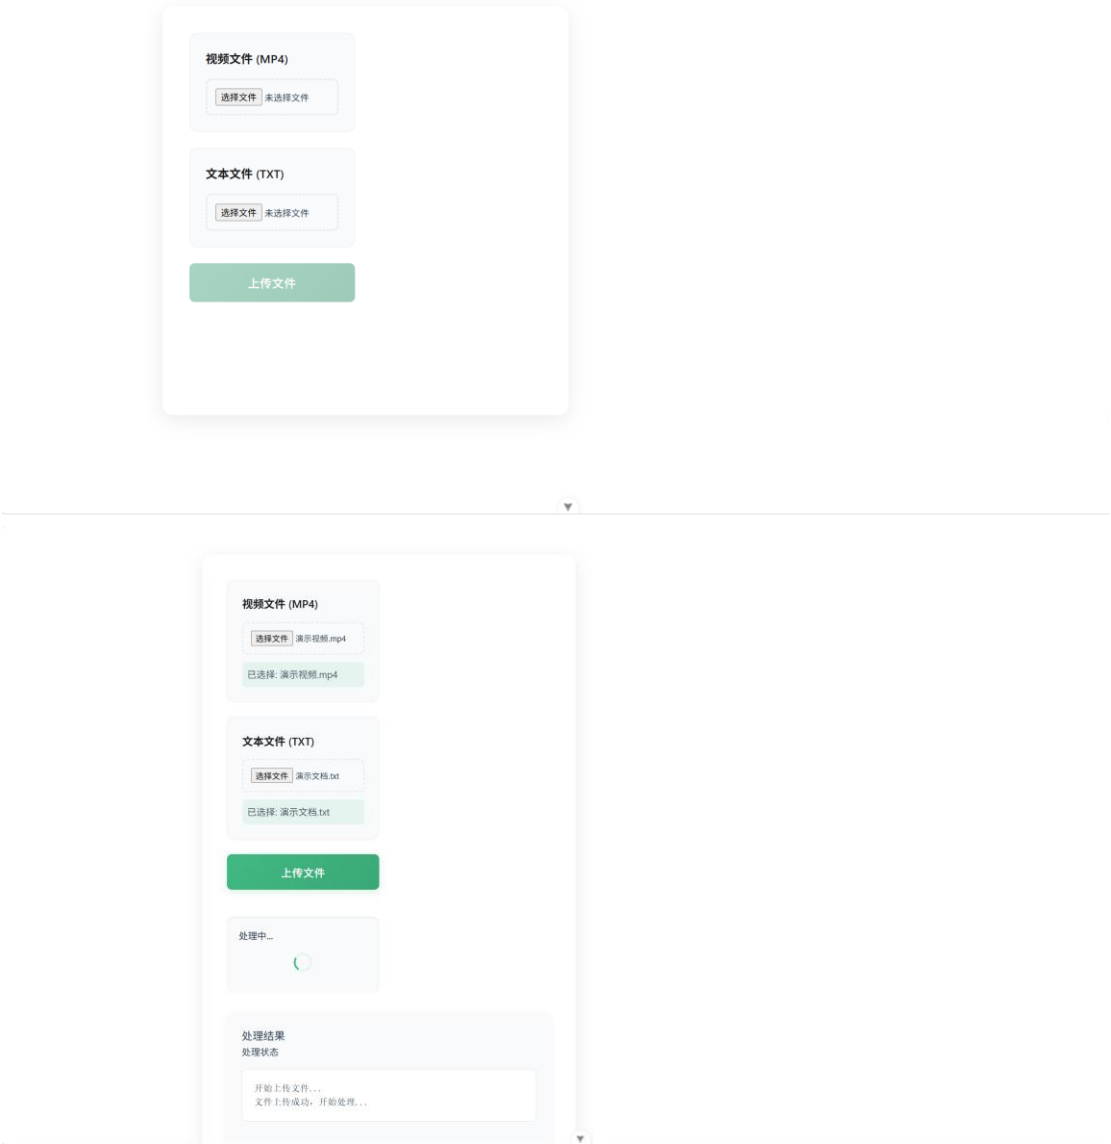 视频文件 (MP4)
选择文件 未选择文件
文本文件 (TXT)
选择文件 未选择文件
上传文件
视频文件 (MP4)
选择文件 演示视频.mp4
已选择: 演示视频.mp4
文本文件 (TXT)
选择文件 演示文档.txt
已选择: 演示文档.txt
上传文件
处理中...
处理结果
处理状态
开始上传文件...
文件上传成功，开始处理...